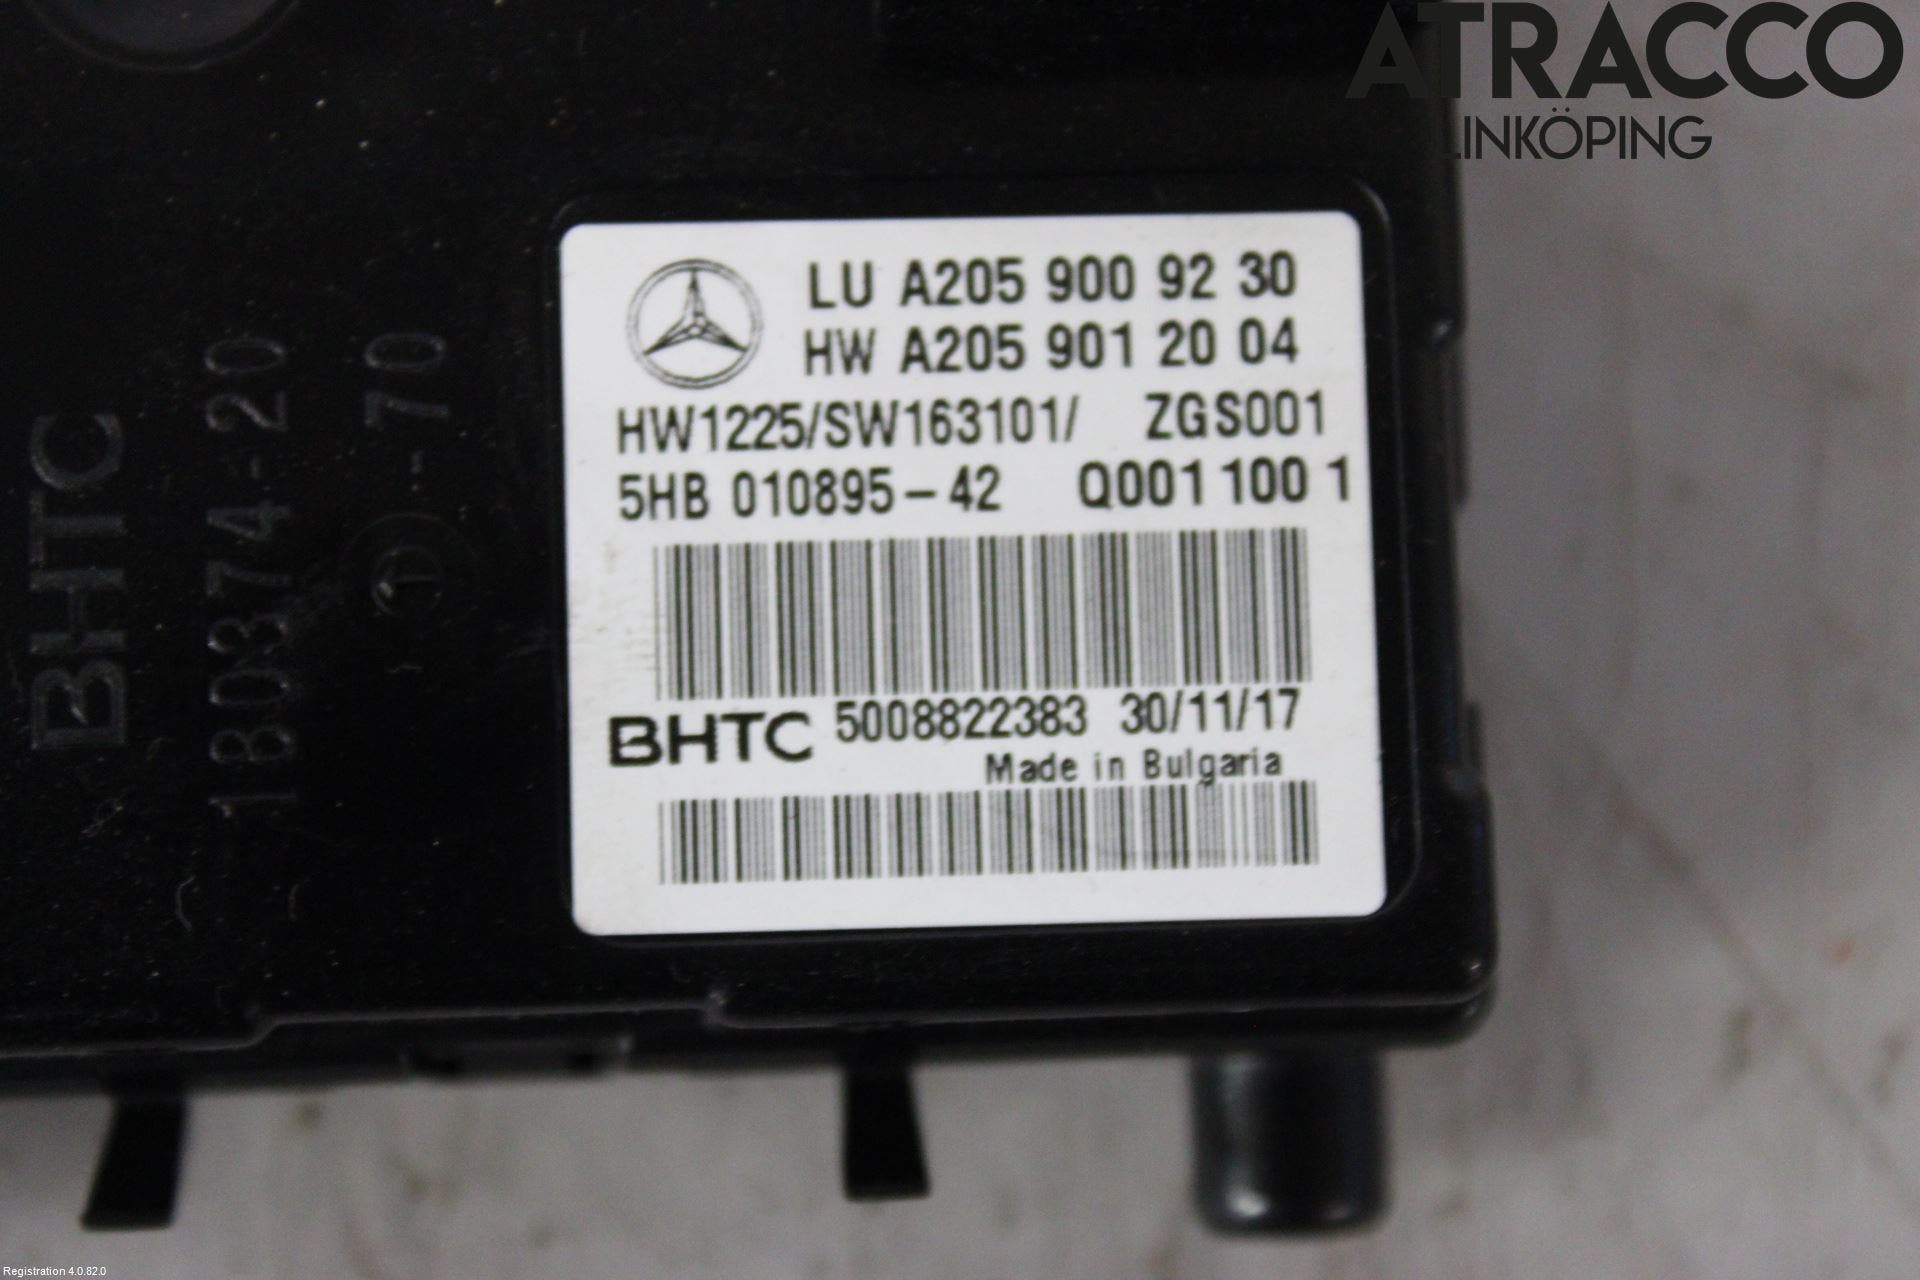 ATRACCO
LINKÖPING
LU A205 900 92 30
HW A205 901 20 04
HW1225/SW163101/ ZGS001
5HB 010895-42 Q001 100 1
BHTC 5008822383 30/11/17
Made in Bulgaria
BHTC
180374-20
-70
Registration 4.0.82.0